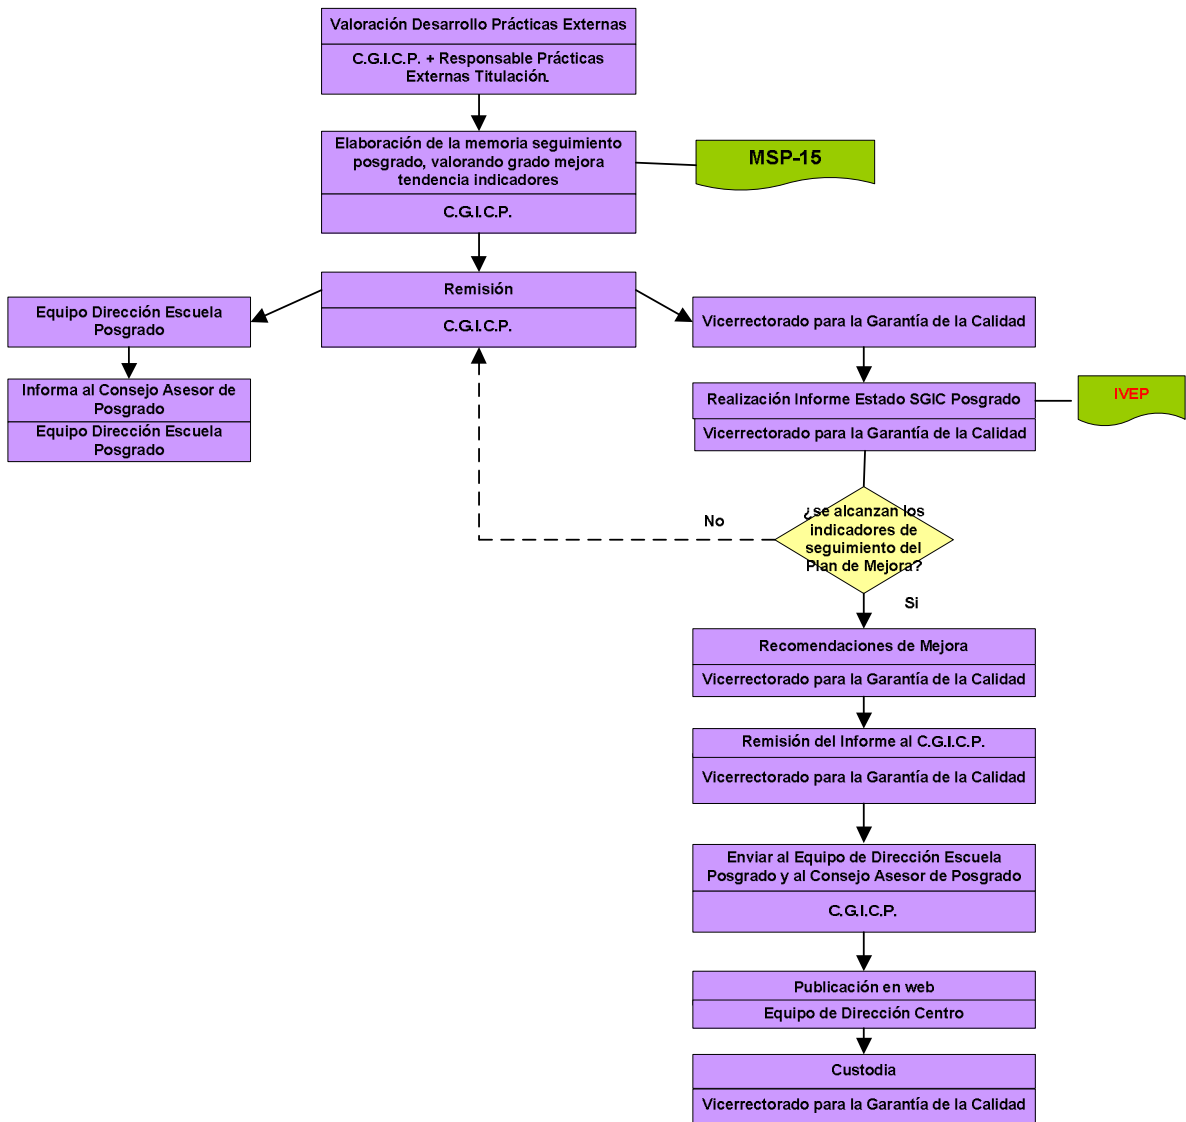 Valoración Desarrollo Prácticas Externas
C.G.I.C.P. + Responsable Prácticas
Externas Titulación.
Elaboración de la memoria seguimiento
posgrado, valorando grado mejora
tendencia indicadores
C.G.I.C.P.
MSP-15
Remisión
C.G.I.C.P.
Equipo Dirección Escuela
Posgrado
Informa al Consejo Asesor de
Posgrado
Equipo Dirección Escuela
Posgrado
Vicerrectorado para la Garantía de la Calidad
Realización Informe Estado SGIC Posgrado
Vicerrectorado para la Garantía de la Calidad
IVEP
¿se alcanzan los
indicadores de
seguimiento del
Plan de Mejora?
No
Si
Recomendaciones de Mejora
Vicerrectorado para la Garantía de la Calidad
Remisión del Informe al C.G.I.C.P.
Vicerrectorado para la Garantía de la Calidad
Enviar al Equipo de Dirección Escuela
Posgrado y al Consejo Asesor de Posgrado
C.G.I.C.P.
Publicación en web
Equipo de Dirección Centro
Custodia
Vicerrectorado para la Garantía de la Calidad